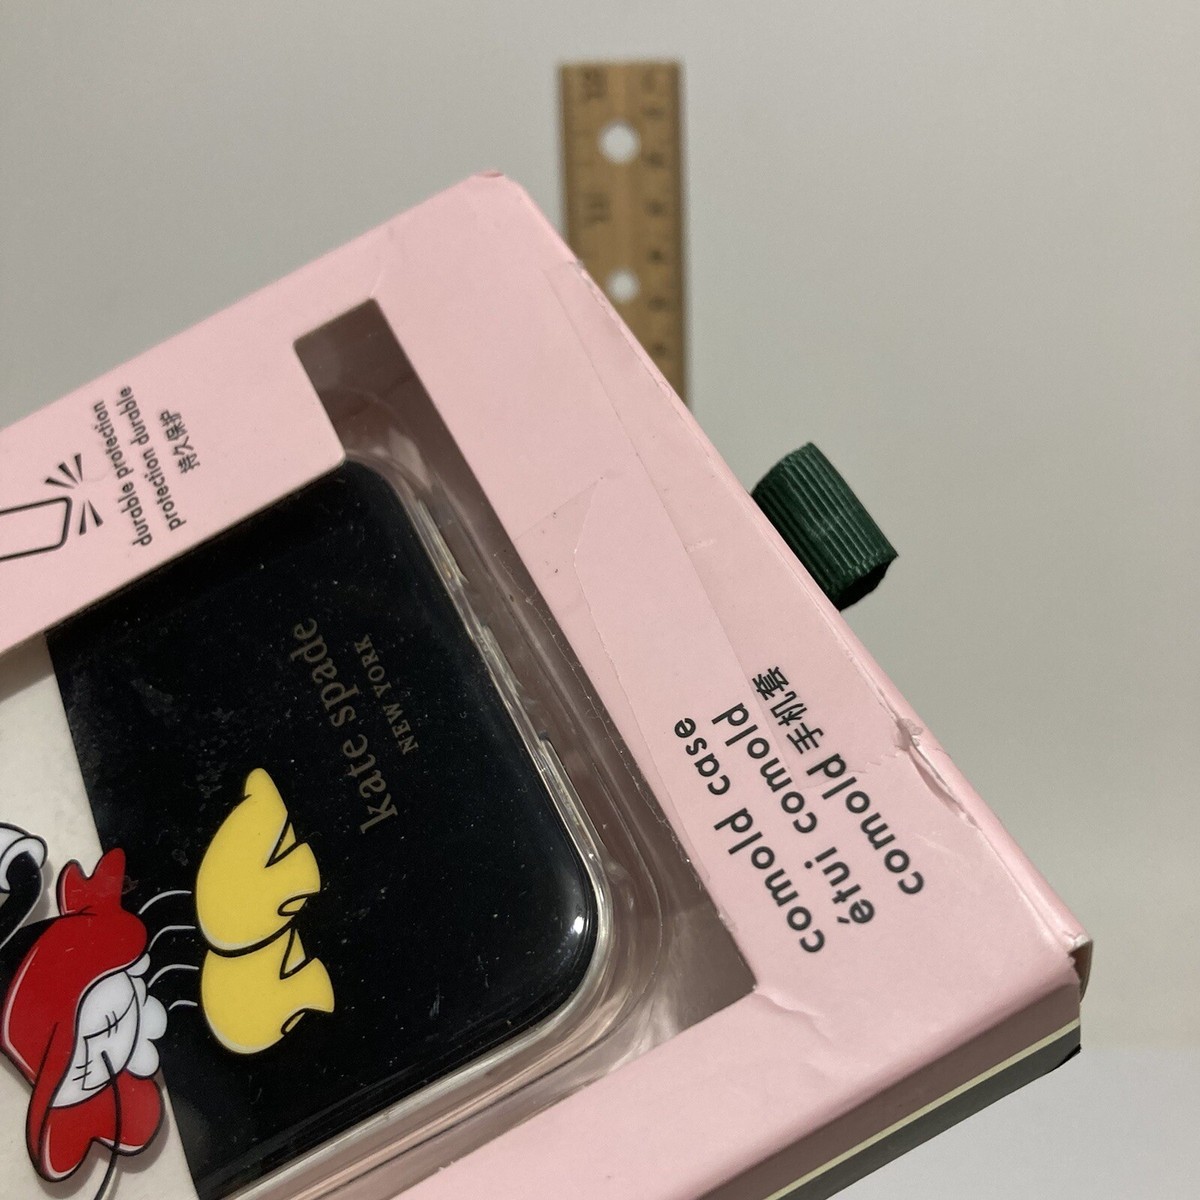 durable protection
protection durable
持久保护
kate spade
NEW YORK
comold case
étui comold
comold 手机套